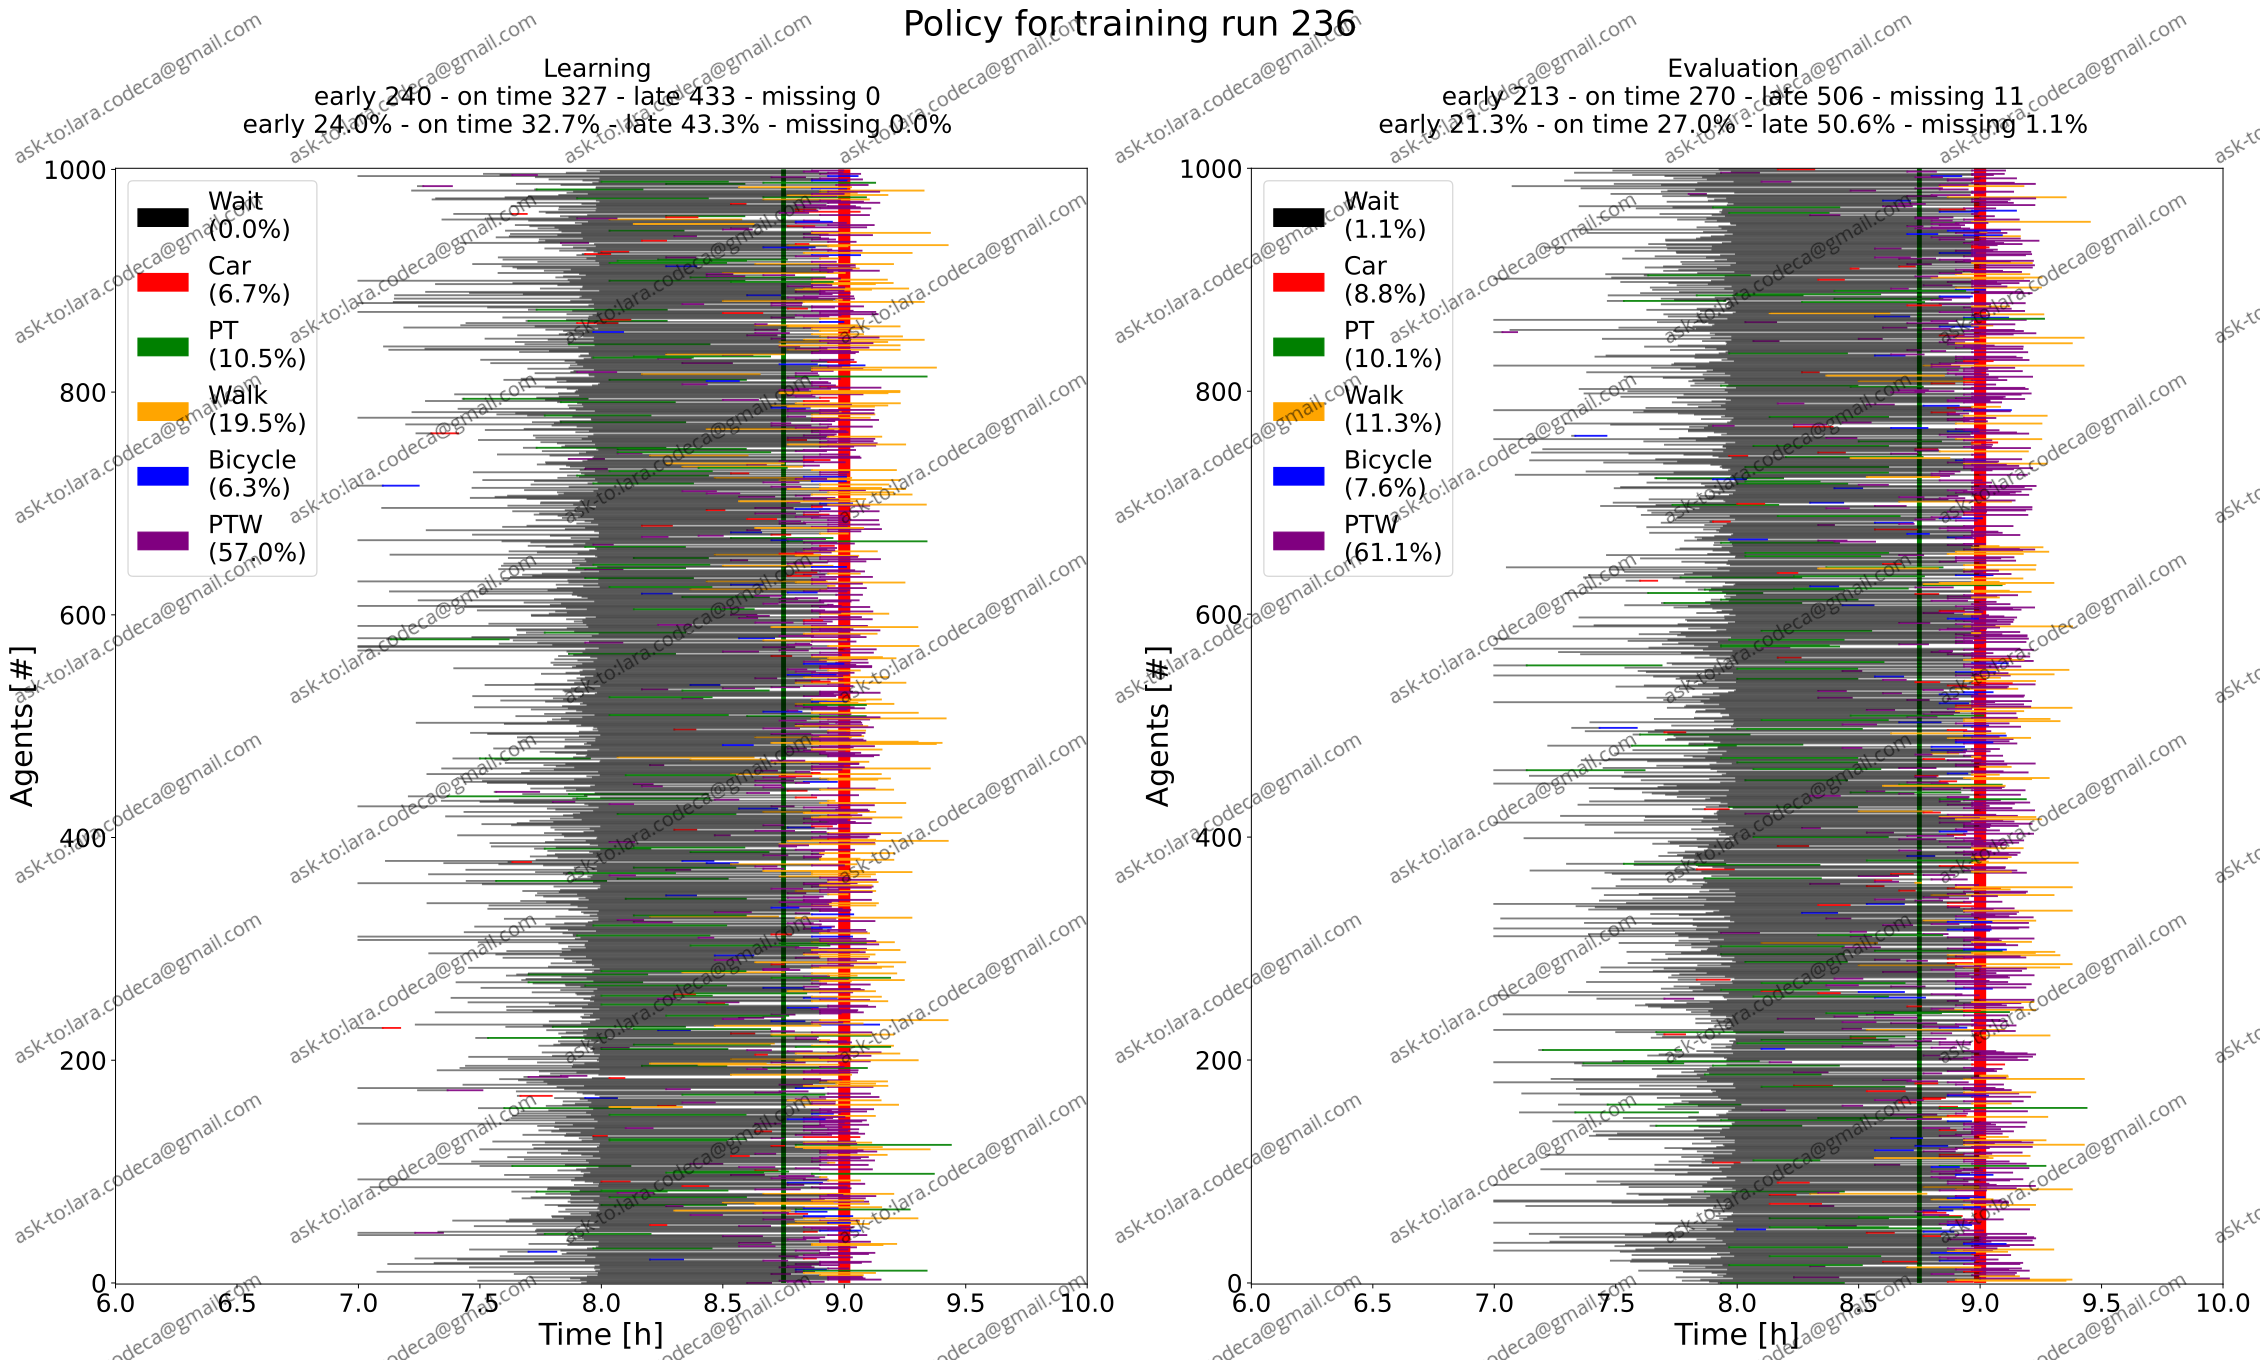 Policy for training run 236
Learning
early 240 - on time 327 - late 433 - missing 0
early 24.0% - on time 32.7% - late 43.3% - missing 0.0%
Wait
(0.0%)
Car
(6.7%)
PT
(10.5%)
Walk
(19.5%)
Bicycle
(6.3%)
PTW
(57.0%)
1000
800
600
400
200
0
Agents [#]
6.0 6.5 7.0 7.5 8.0 8.5 9.0 9.5 10.0
Time [h]
Evaluation
early 213 - on time 270 - late 506 - missing 11
early 21.3% - on time 27.0% - late 50.6% - missing 1.1%
Wait
(1.1%)
Car
(8.8%)
PT
(10.1%)
Walk
(11.3%)
Bicycle
(7.6%)
PTW
(61.1%)
1000
800
600
400
200
0
Agents [#]
6.0 6.5 7.0 7.5 8.0 8.5 9.0 9.5 10.0
Time [h]
ask-to:lara.codeca@gmail.com